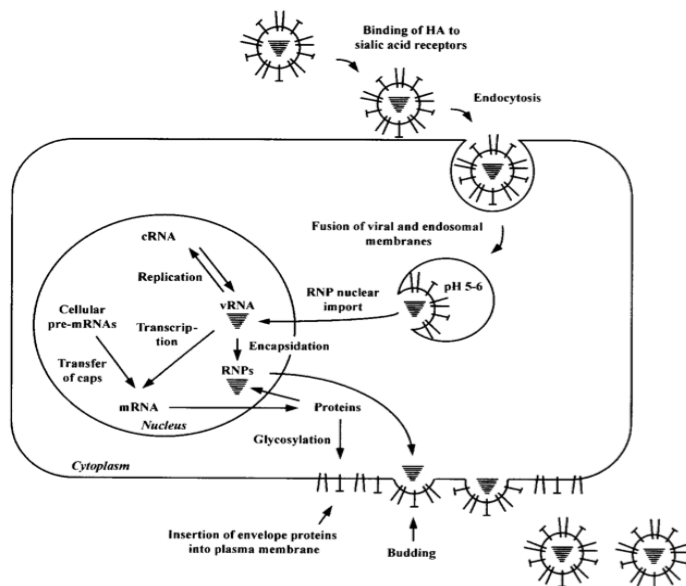 Binding of HA to
sialic acid receptors
Endocytosis
Fusion of viral and endosomal
membranes
cRNA
Replication
RNP nuclear
import
pH 5-6
Cellular
pre-mRNAs
vRNA
Transcrip-
tion
Encapsidation
Transfer
of caps
RNPs
mRNA
Proteins
Nucleus
Glycosylation
Cytoplasm
Insertion of envelope proteins
into plasma membrane
Budding